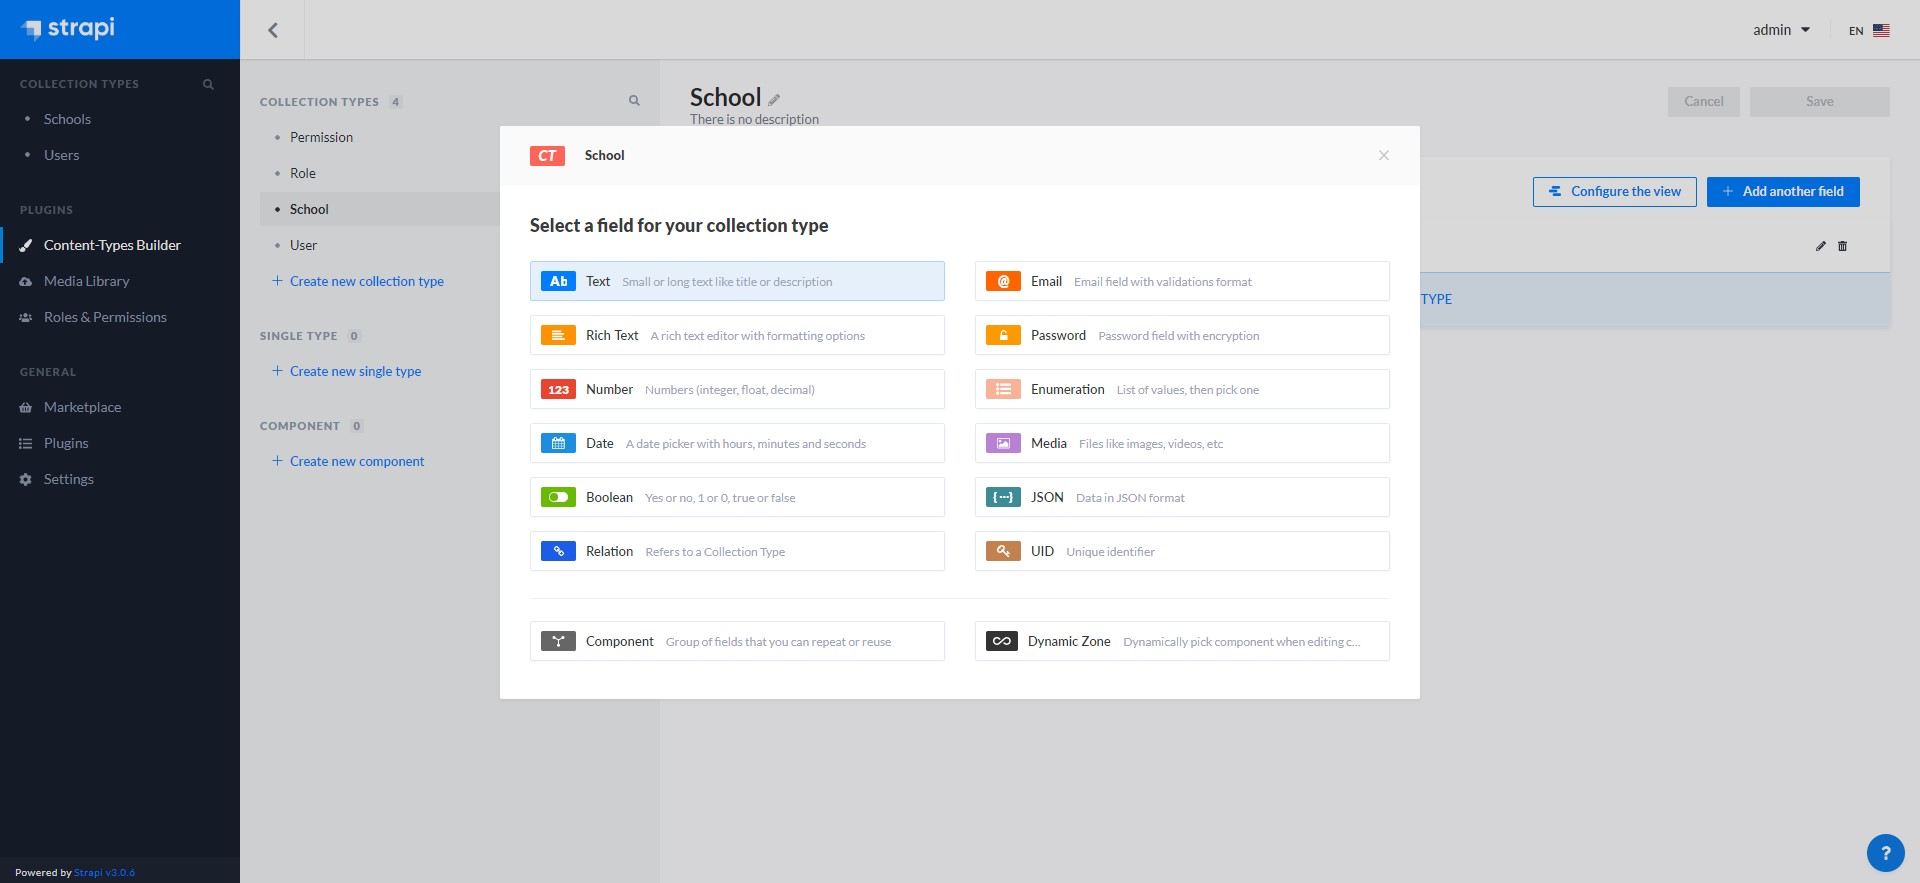 strapi
admin
EN
COLLECTION TYPES
Schools
Users
PLUGINS
Content-Types Builder
Media Library
Roles & Permissions
GENERAL
Marketplace
Plugins
Settings
Powered by Strapi v3.0.6
COLLECTION TYPES 4
Permission
Role
School
User
Create new collection type
SINGLE TYPE 0
Create new single type
COMPONENT 0
Create new component
School
There is no description
Cancel
Save
Configure the view
Add another field
TYPE
CT School
Select a field for your collection type
Ab Text Small or long text like title or description
@ Email Email field with validations format
Rich Text A rich text editor with formatting options
Password Password field with encryption
123 Number Numbers (integer, float, decimal)
Enumeration List of values, then pick one
Date A date picker with hours, minutes and seconds
Media Files like images, videos, etc
Boolean Yes or no, 1 or 0, true or false
{···} JSON Data in JSON format
Relation Refers to a Collection Type
UID Unique identifier
Component Group of fields that you can repeat or reuse
Dynamic Zone Dynamically pick component when editing c...
?